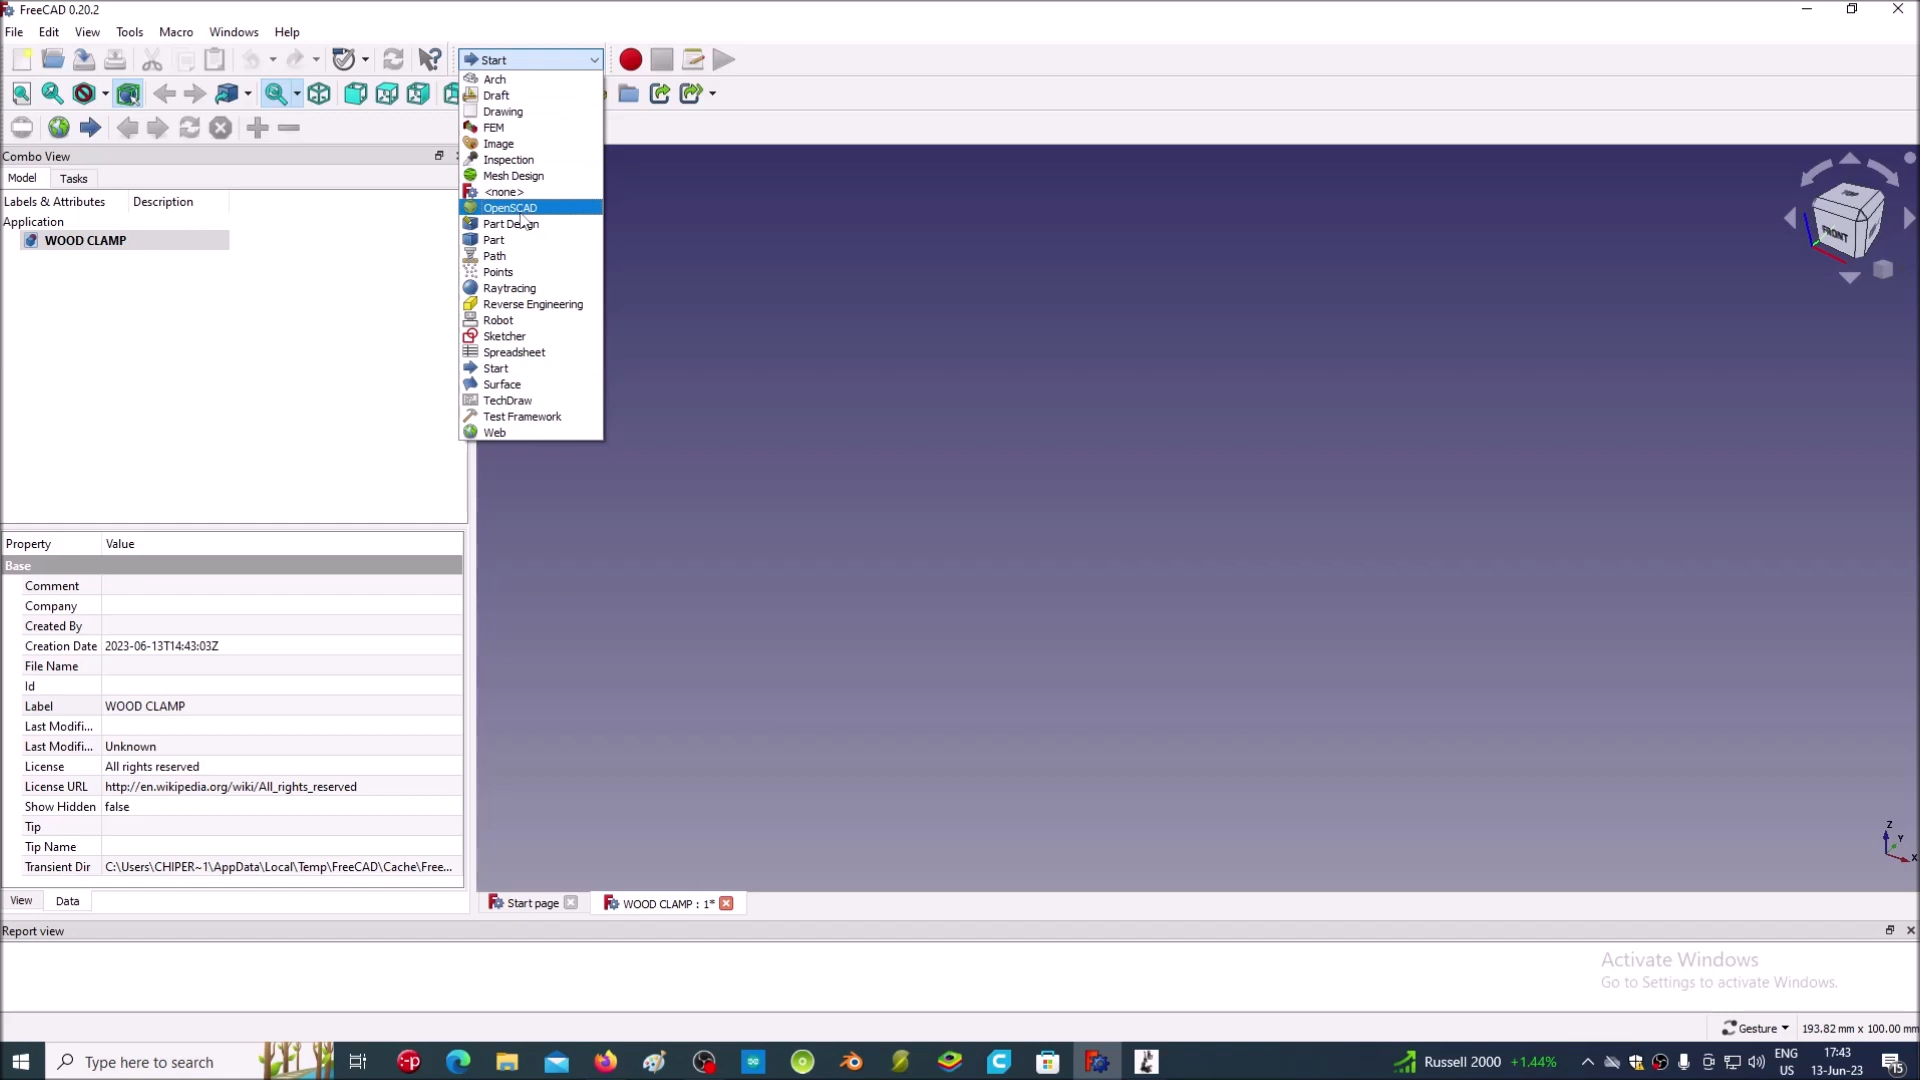 FreeCAD 0.20.2
File Edit View Tools Macro Windows Help
Start
Arch
Draft
Drawing
FEM
Image
Inspection
Mesh Design
<none>
OpenSCAD
Part Design
Part
Path
Points
Raytracing
Reverse Engineering
Robot
Sketcher
Spreadsheet
Start
Surface
TechDraw
Test Framework
Web
Combo View
Model Tasks
Labels & Attributes Description
Application
WOOD CLAMP
FRONT
Property Value
Base
Comment
Company
Created By
Creation Date 2023-06-13T14:43:03Z
File Name
Id
Label WOOD CLAMP
Last Modifi...
Last Modifi... Unknown
License All rights reserved
License URL http://en.wikipedia.org/wiki/All_rights_reserved
Show Hidden false
Tip
Tip Name
Transient Dir C:\Users\CHIPER~1\AppData\Local\Temp\FreeCAD\Cache\Free...
View Data
Z
Y
X
Start page WOOD CLAMP : 1*
Report view
Activate Windows
Go to Settings to activate Windows.
Gesture 193.82 mm x 100.00 mm
Type here to search
Russell 2000 +1.44%
ENG
US
17:43
13-Jun-23
15